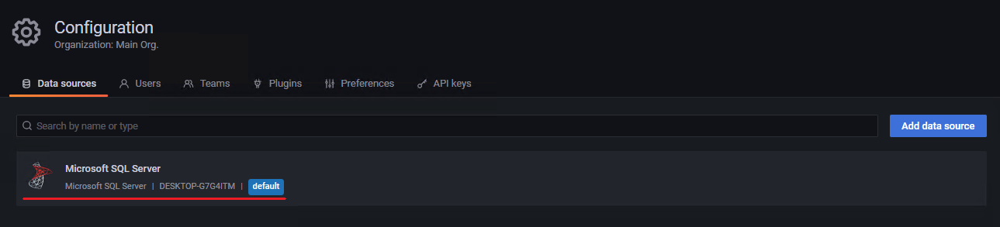 Configuration
Organization: Main Org.
Data sources Users Teams Plugins Preferences API keys
Search by name or type Add data source
Microsoft SQL Server
Microsoft SQL Server | DESKTOP-G7G4ITM | default